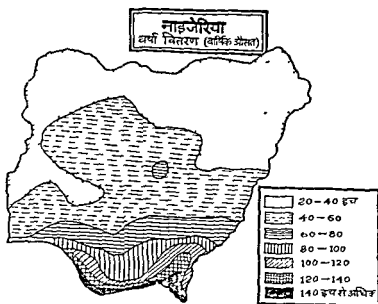 नाइजेरिया
वर्षा वितरण (वार्षिक औसत)
20-40 इंच
40-60
60-80
80-100
100-120
120-140
140 इंच से अधिक